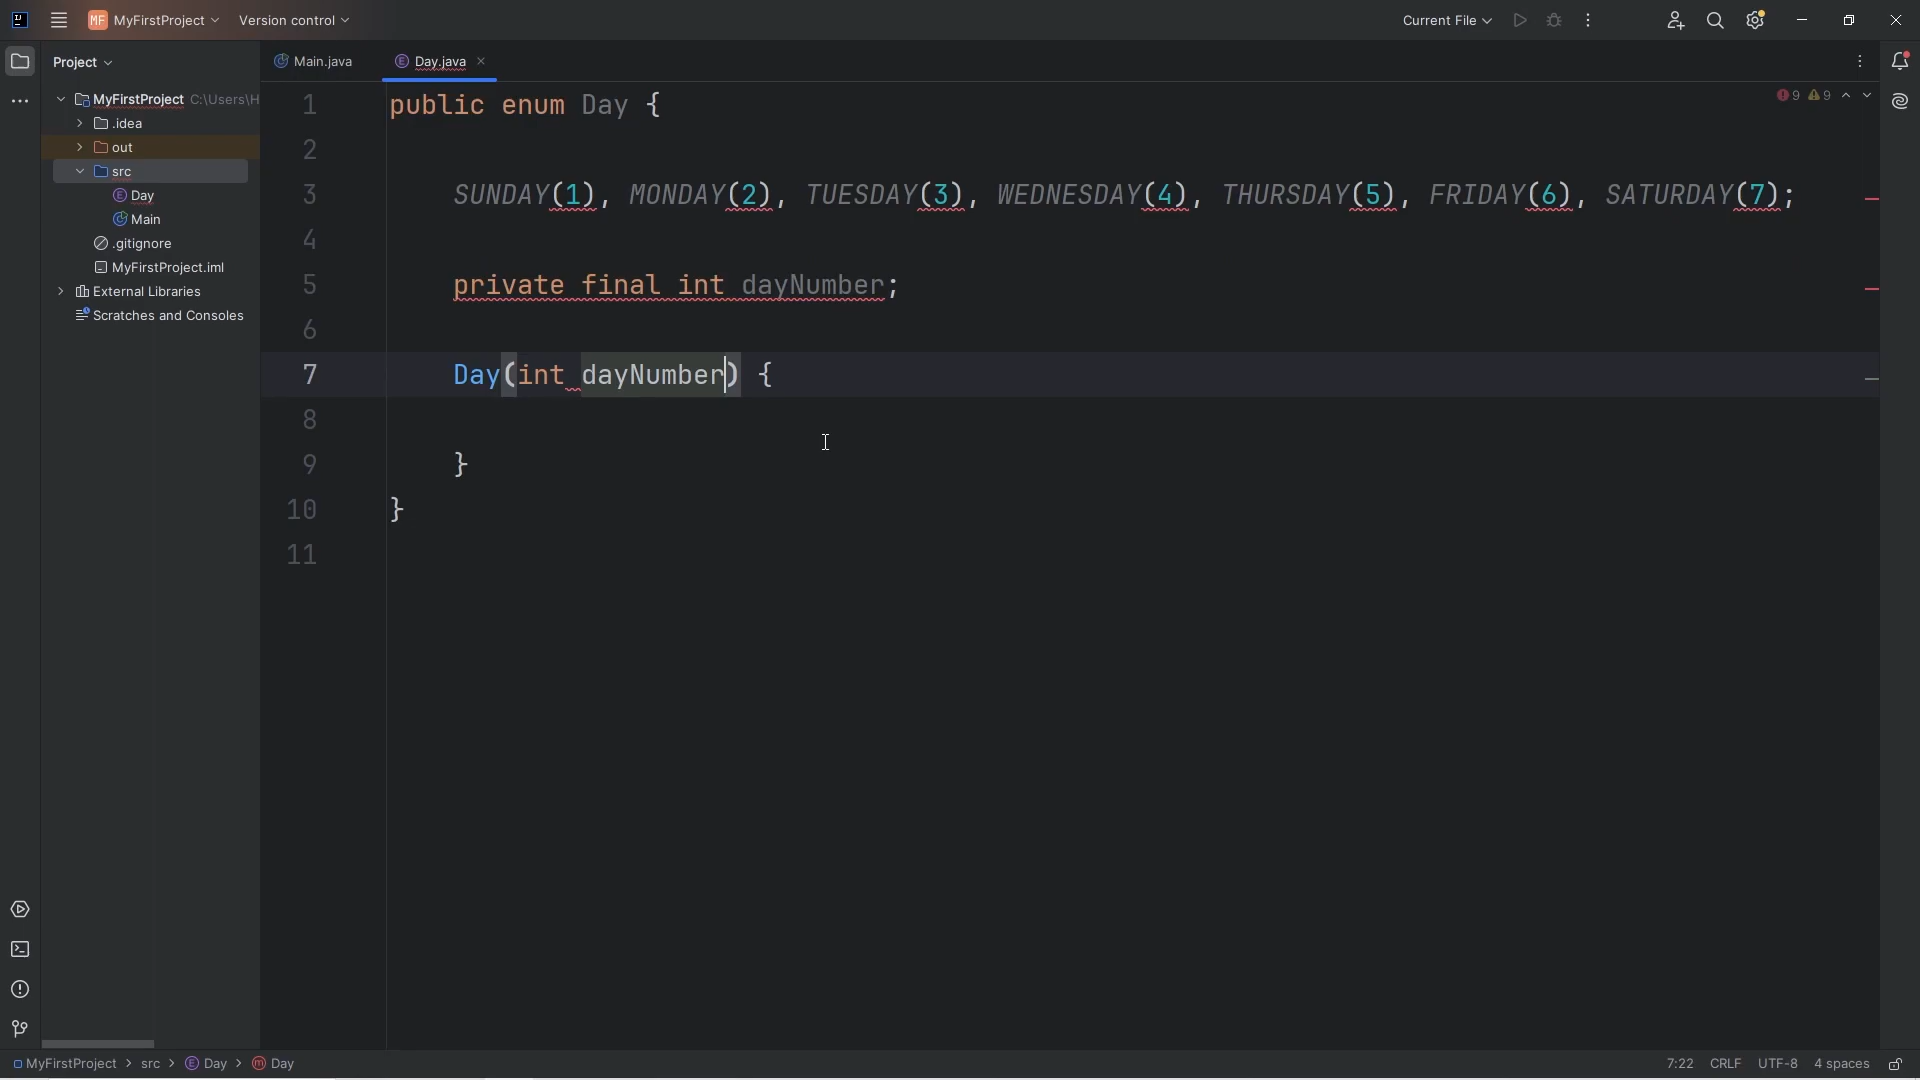 MF MyFirstProject Version control Current File
Project
Main.java Day.java
MyFirstProject C:\Users\H
.idea
out
src
Day
Main
.gitignore
MyFirstProject.iml
External Libraries
Scratches and Consoles
9 9
1 public enum Day {
2
3 SUNDAY(1), MONDAY(2), TUESDAY(3), WEDNESDAY(4), THURSDAY(5), FRIDAY(6), SATURDAY(7);
4
5 private final int dayNumber;
6
7 Day(int dayNumber) {
8
9 }
10 }
11
MyFirstProject > src > Day > Day 7:22 CRLF UTF-8 4 spaces